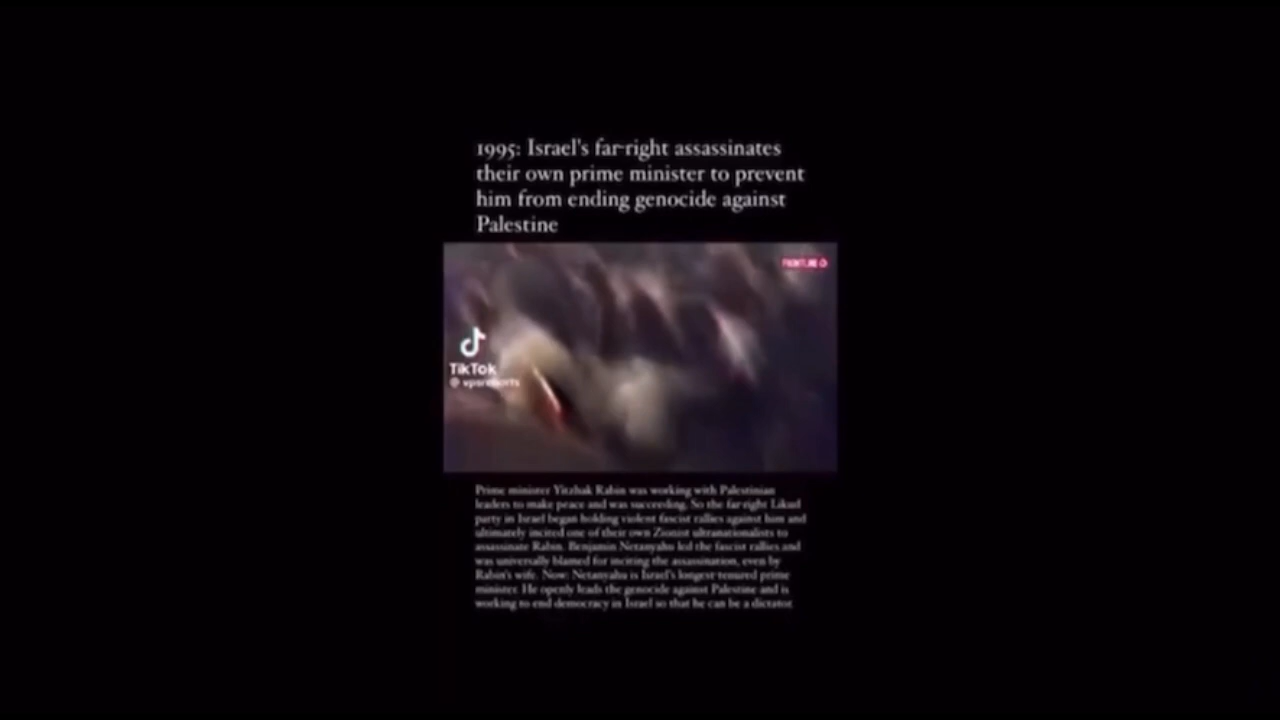 1995: Israel's far-right assassinates
their own prime minister to prevent
him from ending genocide against
Palestine
FRONTLINE
TikTok
Prime minister Yitzhak Rabin was working with Palestinian
leaders to make peace and was succeeding. So the far-right Likud
party in Israel began holding violent fascist rallies against him and
ultimately incited one of their own Zionist ultranationalists to
assassinate Rabin. Benjamin Netanyahu led the fascist rallies and
was universally blamed for inciting the assassination, even by
Rabin's wife. Now: Netanyahu is Israel's longest-tenured prime
minister. He openly leads the genocide against Palestine and is
working to end democracy in Israel so that he can be a dictator.